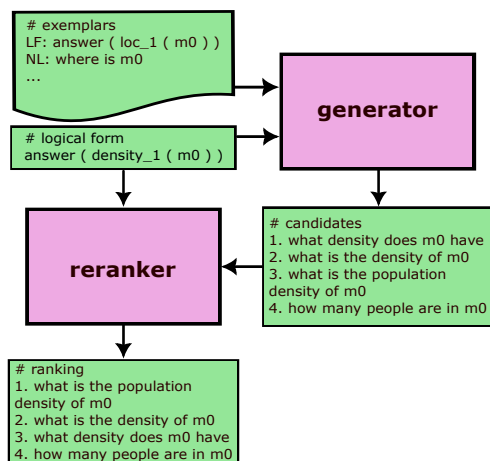 # exemplars
LF: answer ( loc_1 ( m0 ) )
NL: where is m0
...
generator
# logical form
answer ( density_1 ( m0 ) )
# candidates
1. what density does m0 have
2. what is the density of m0
3. what is the population
density of m0
4. how many people are in m0
reranker
# ranking
1. what is the population
density of m0
2. what is the density of m0
3. what density does m0 have
4. how many people are in m0